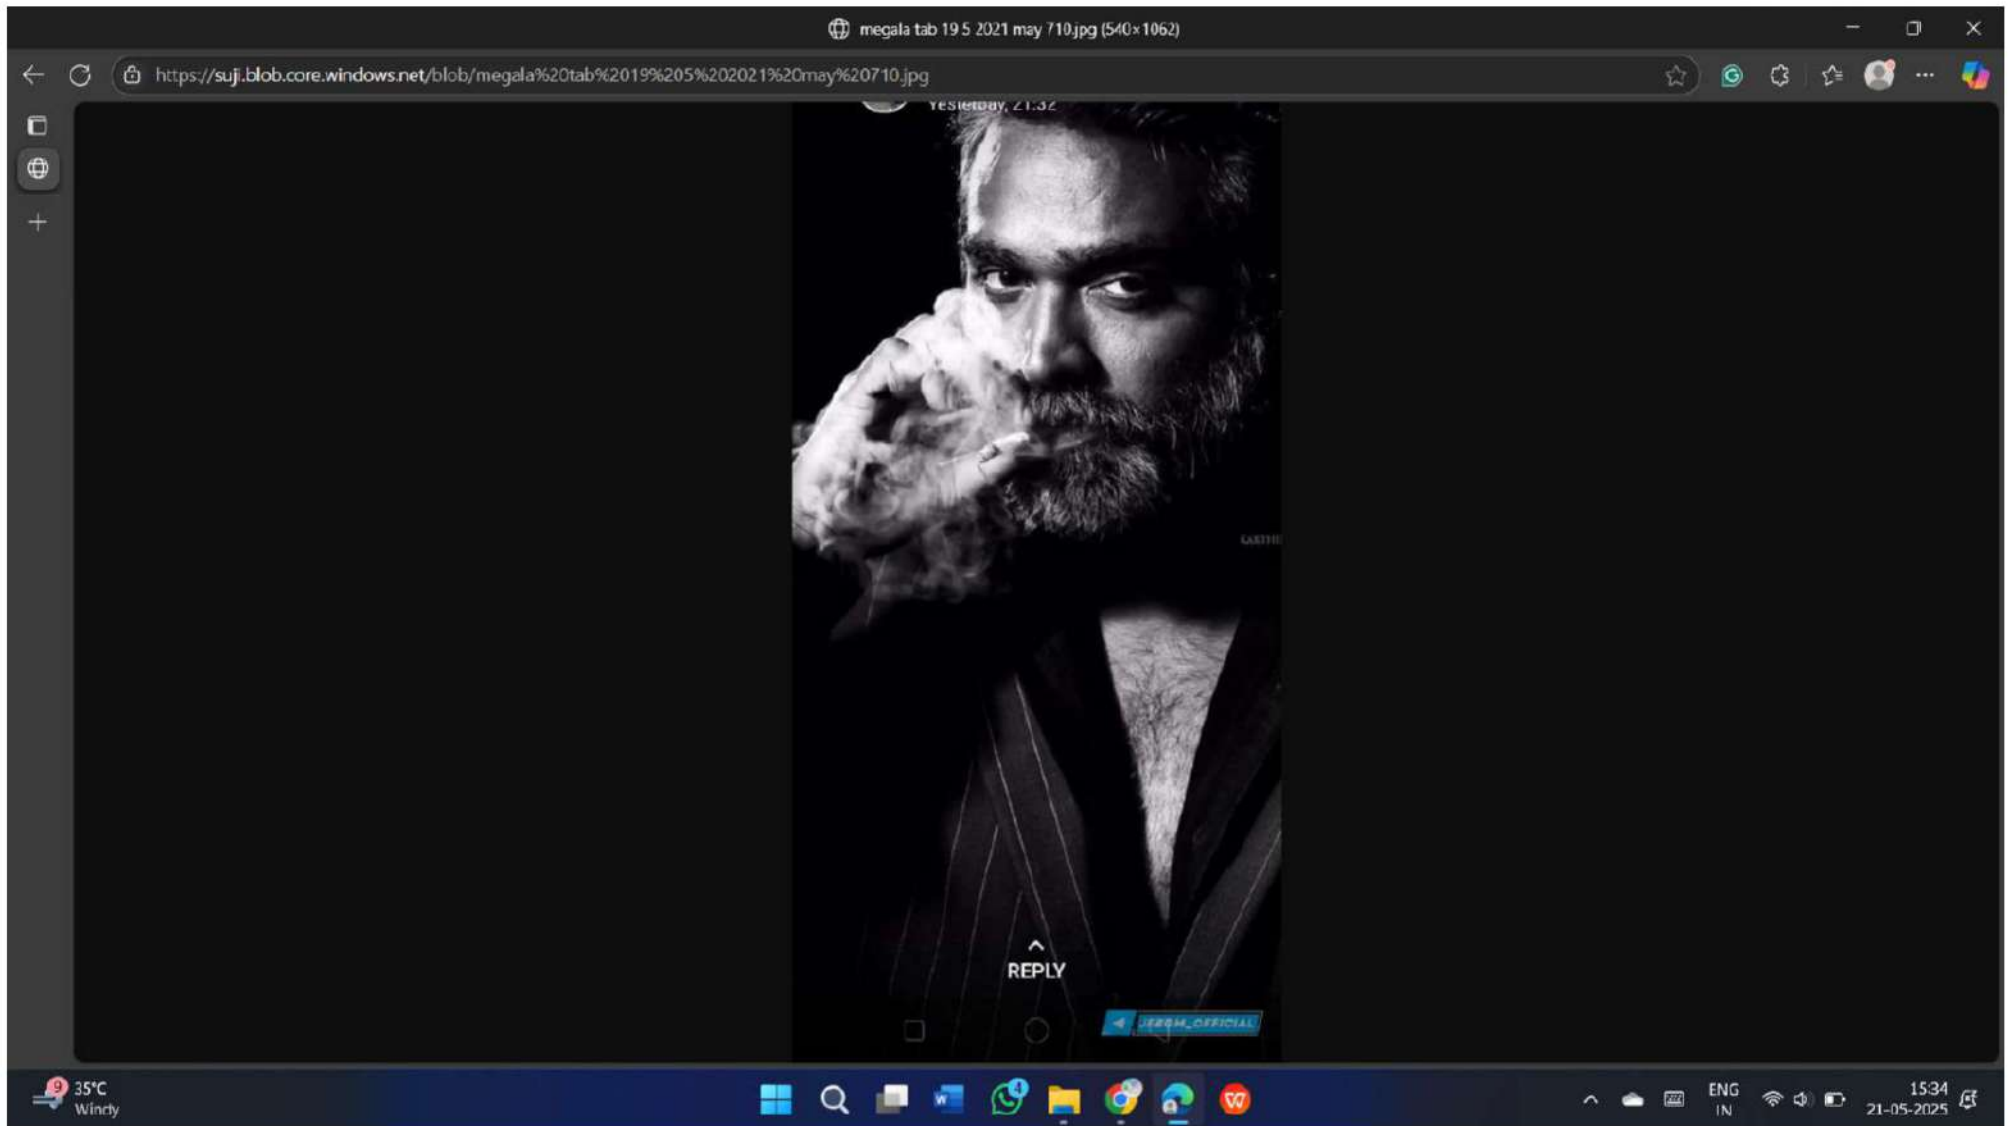 megala tab 19 5 2021 may 710.jpg (540×1062)
https://suji.blob.core.windows.net/blob/megala%20tab%2019%205%202021%20may%20710.jpg
Yesterday, 21:32
REPLY
9
35°C
Windy
W
4
ENG
IN
15:34
21-05-2025